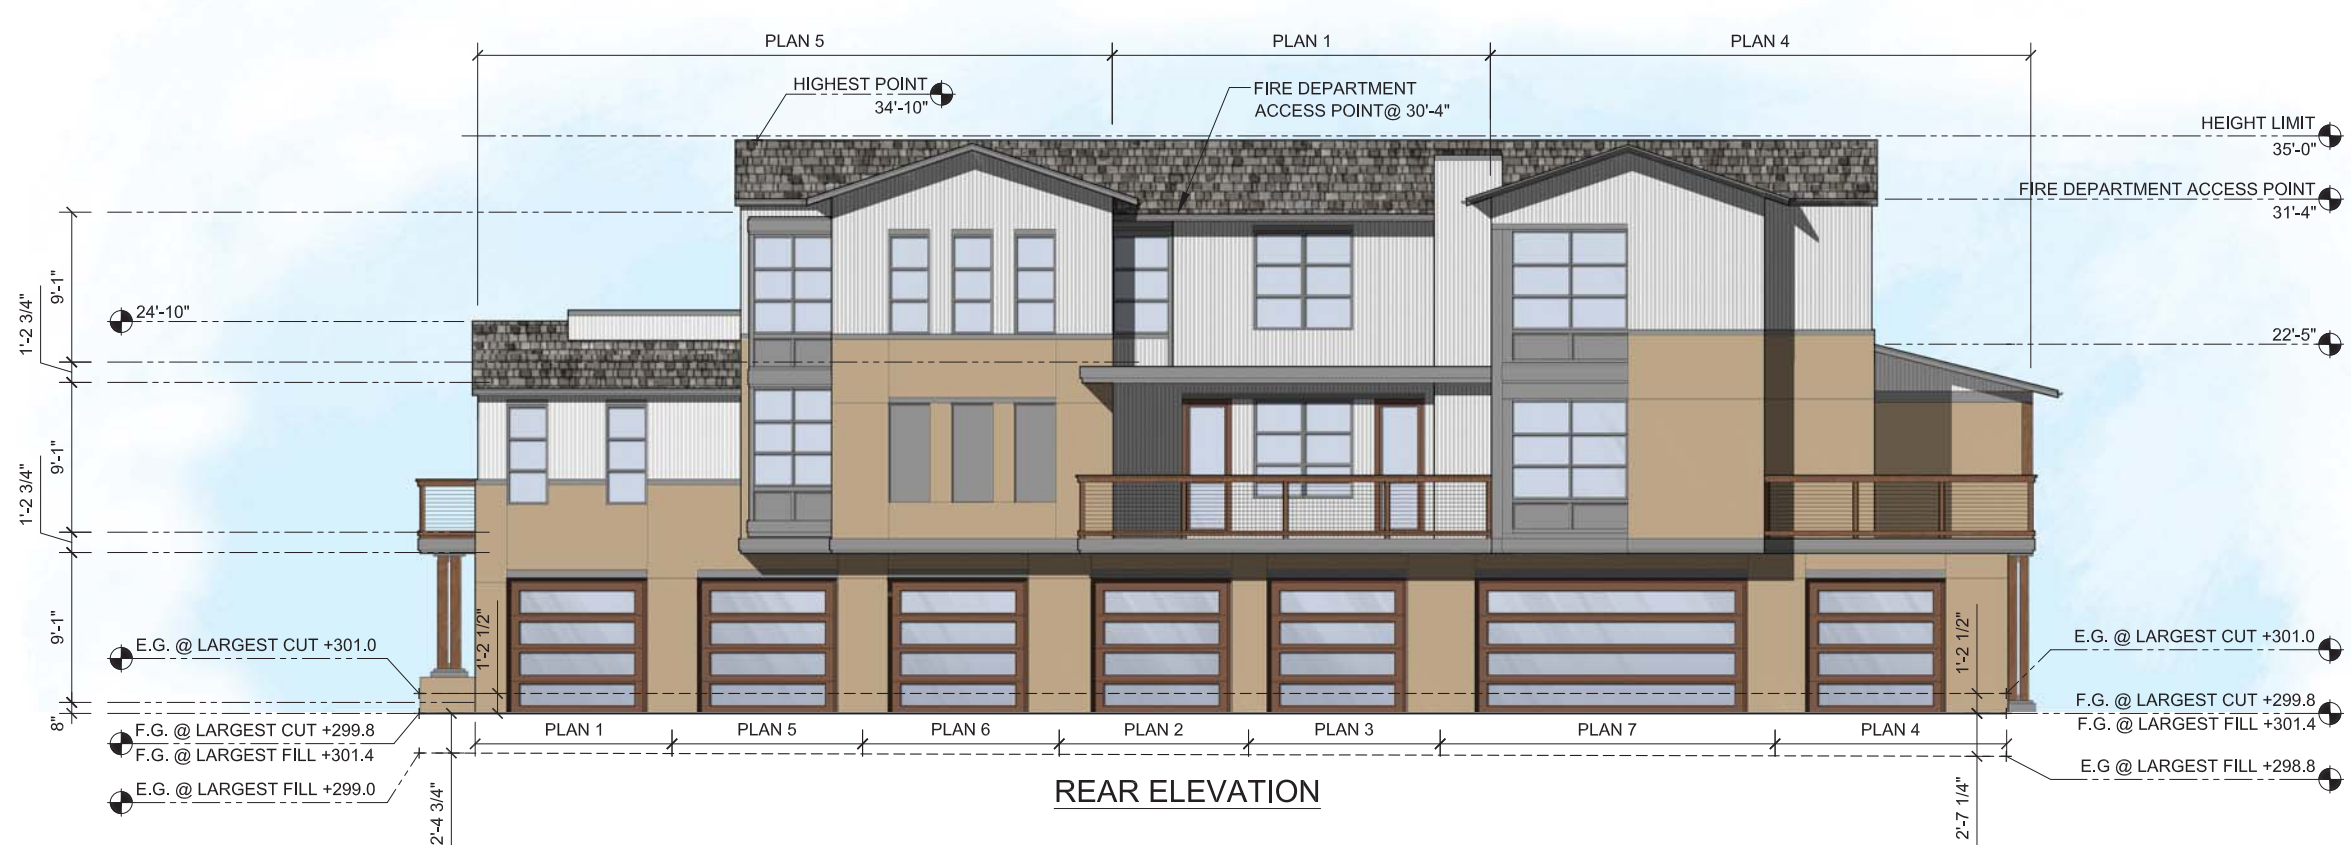 PLAN 5
PLAN 1
PLAN 4
HIGHEST POINT
34'-10"
FIRE DEPARTMENT
ACCESS POINT@ 30'-4"
HEIGHT LIMIT
35'-0"
FIRE DEPARTMENT ACCESS POINT
31'-4"
9'-1"
1'-2 3/4"
24'-10"
22'-5"
9'-1"
1'-2 3/4"
9'-1"
1'-2 1/2"
1'-2 1/2"
E.G. @ LARGEST CUT +301.0
E.G. @ LARGEST CUT +301.0
8"
F.G. @ LARGEST CUT +299.8
F.G. @ LARGEST FILL +301.4
F.G. @ LARGEST CUT +299.8
F.G. @ LARGEST FILL +301.4
PLAN 1
PLAN 5
PLAN 6
PLAN 2
PLAN 3
PLAN 7
PLAN 4
E.G. @ LARGEST FILL +299.0
E.G @ LARGEST FILL +298.8
2'-4 3/4"
2'-7 1/4"
REAR ELEVATION